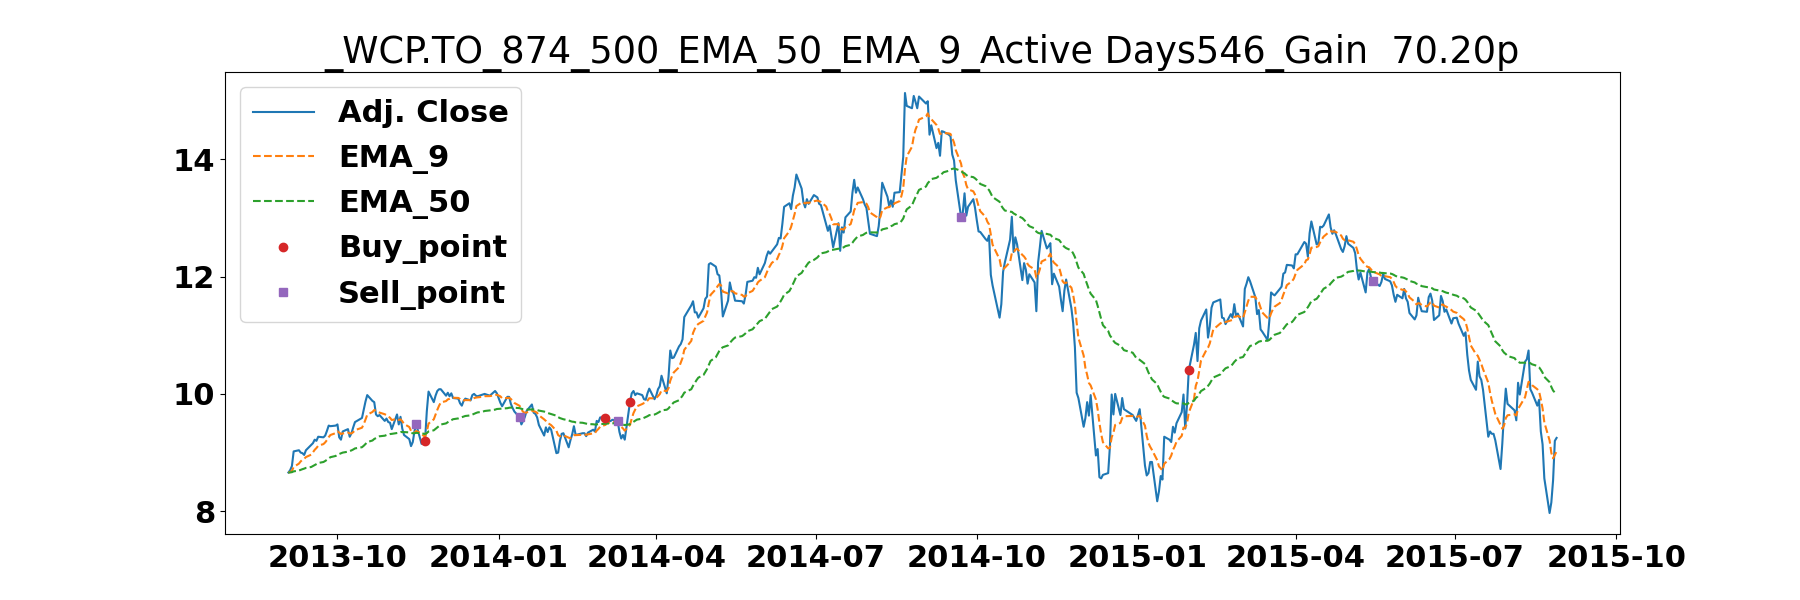 _WCP.TO_874_500_EMA_50_EMA_9_Active Days546_Gain  70.20p
Adj. Close
EMA_9
EMA_50
Buy_point
Sell_point
14
12
10
8
2013-10 2014-01 2014-04 2014-07 2014-10 2015-01 2015-04 2015-07 2015-10